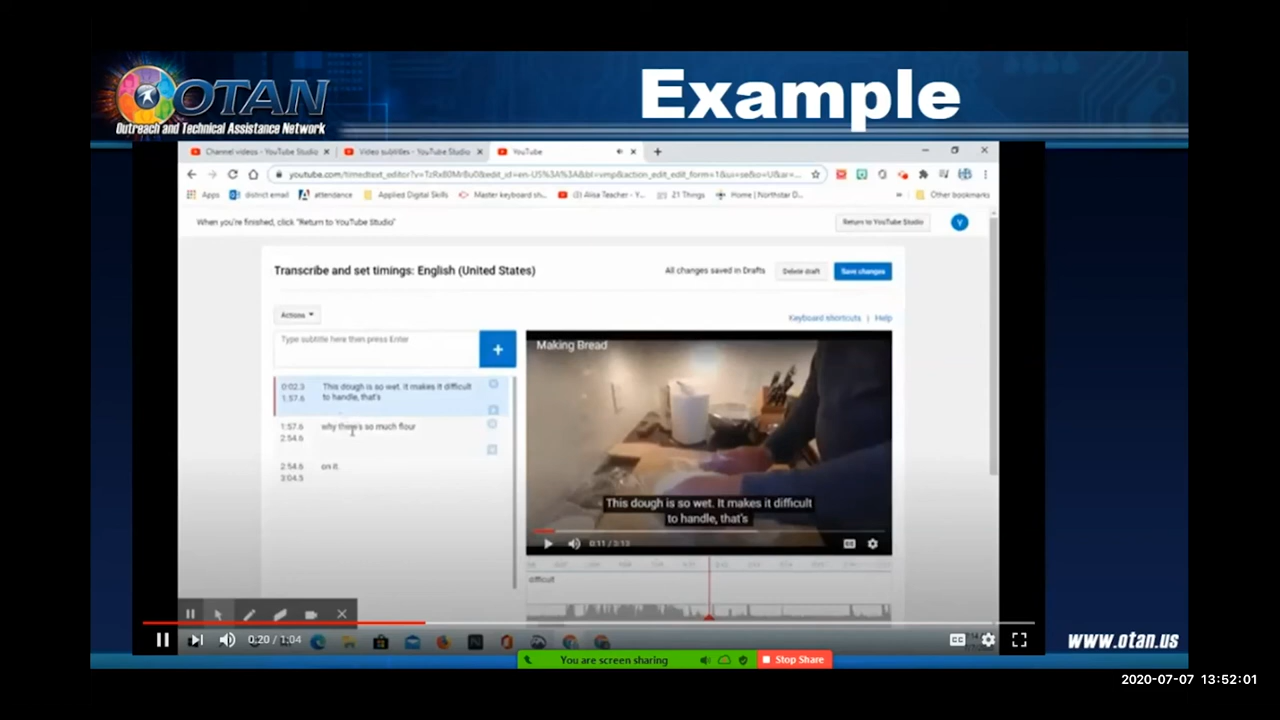 OTAN
Outreach and Technical Assistance Network
Example
Channel videos - YouTube Studio
Video subtitles - YouTube Studio
YouTube
Apps
district email
attendance
Applied Digital Skills
Master keyboard sh...
(1) Alisa Teacher - Y...
21 Things
Home | Northstar D...
Other bookmarks
When you're finished, click "Return to YouTube Studio"
Return to YouTube Studio
Y
Transcribe and set timings: English (United States)
All changes saved in Drafts
Delete draft
Save changes
Actions
Keyboard shortcuts | Help
Type subtitle here then press Enter
+
Making Bread
0:02.3
This dough is so wet. It makes it difficult
1:57.6
to handle, that's
1:57.6
why there's so much flour
2:54.6
2:54.6
on it.
3:04.5
This dough is so wet. It makes it difficult
to handle, that's
0:11 / 3:13
difficult
0:20 / 1:04
www.otan.us
You are screen sharing
Stop Share
2020-07-07 13:52:01